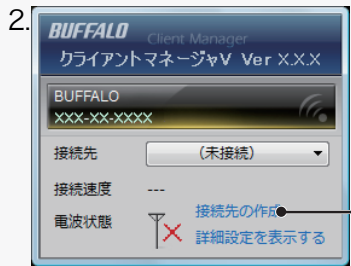 2.
BUFFALO Client Manager
クライアントマネージャV Ver X.X.X
BUFFALO
XXX-XX-XXXX
接続先 (未接続)
接続速度 ---
電波状態 接続先の作成
詳細設定を表示する